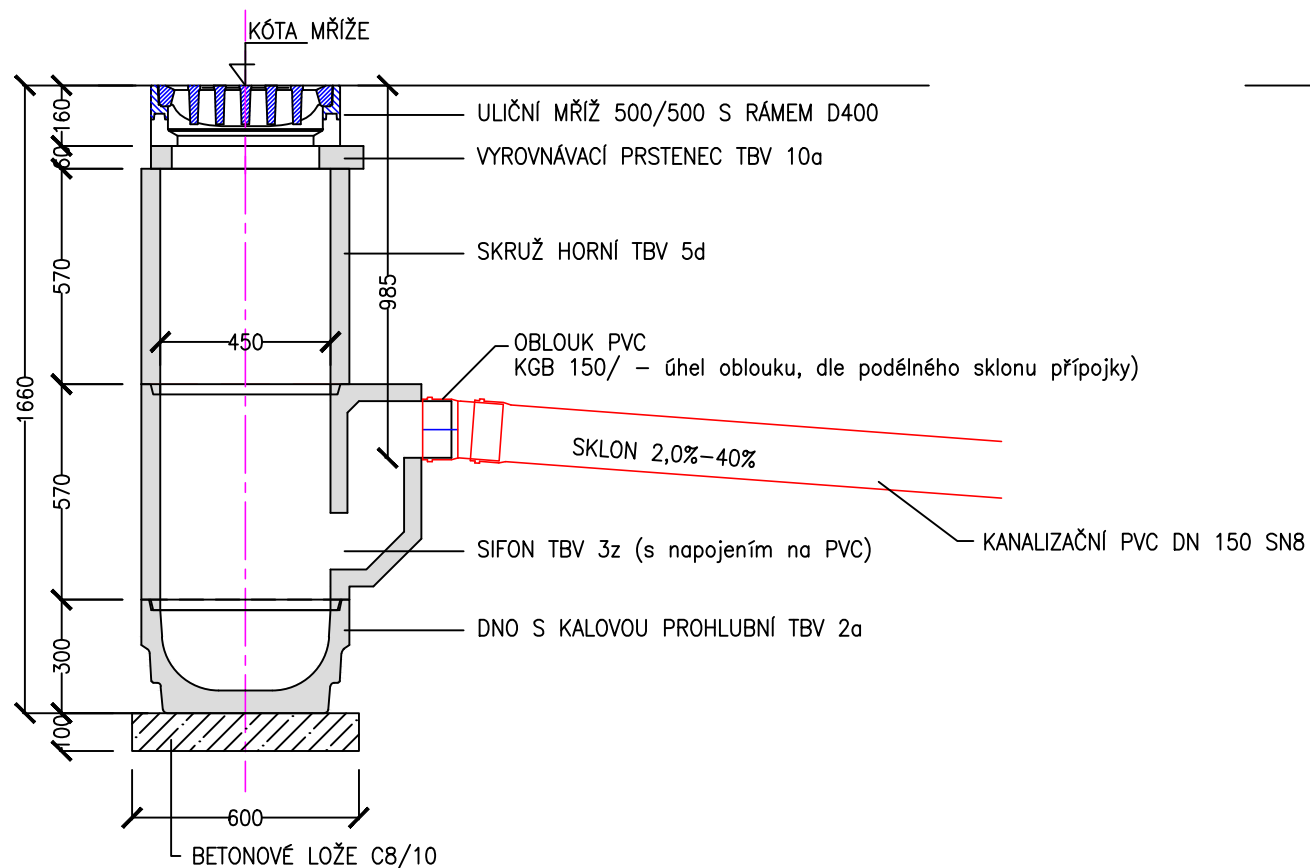 KÓTA MŘÍŽE
ULIČNÍ MŘÍŽ 500/500 S RÁMEM D400
160
VYROVNÁVACÍ PRSTENEC TBV 10a
60
SKRUŽ HORNÍ TBV 5d
570
985
450
OBLOUK PVC
KGB 150/ – úhel oblouku, dle podélného sklonu přípojky)
1660
SKLON 2,0%–40%
570
KANALIZAČNÍ PVC DN 150 SN8
SIFON TBV 3z (s napojením na PVC)
DNO S KALOVOU PROHLUBNÍ TBV 2a
300
100
600
BETONOVÉ LOŽE C8/10